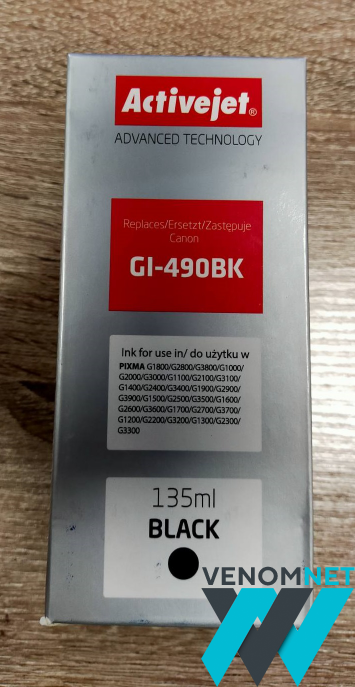 Activejet®
ADVANCED TECHNOLOGY
Replaces/Ersetzt/Zastępuje
Canon
GI-490BK
Ink for use in/ do użytku w
PIXMA G1800/G2800/G3800/G1000/
G2000/G3000/G1100/G2100/G3100/
G1400/G2400/G3400/G1900/G2900/
G3900/G1500/G2500/G3500/G1600/
G2600/G3600/G1700/G2700/G3700/
G1200/G2200/G3200/G1300/G2300/
G3300
135ml
BLACK
VENOMNET